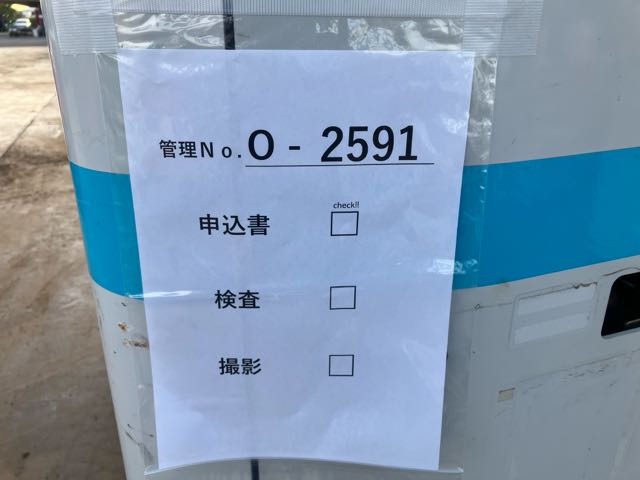 管理No. O - 2591
check!!
申込書 □
検査 □
撮影 □